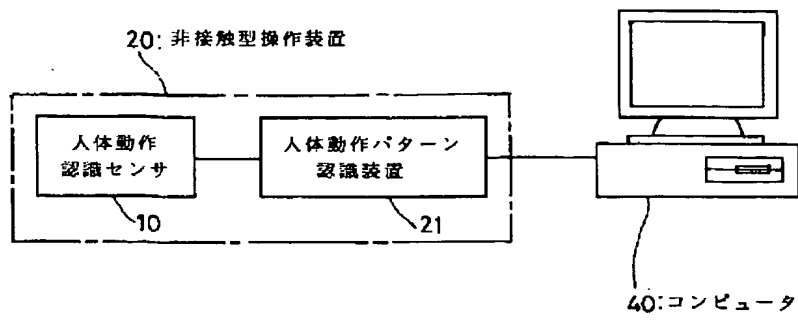 20:非接触型操作装置
人体動作
認識センサ
人体動作パターン
認識装置
10
21
40:コンピュータ